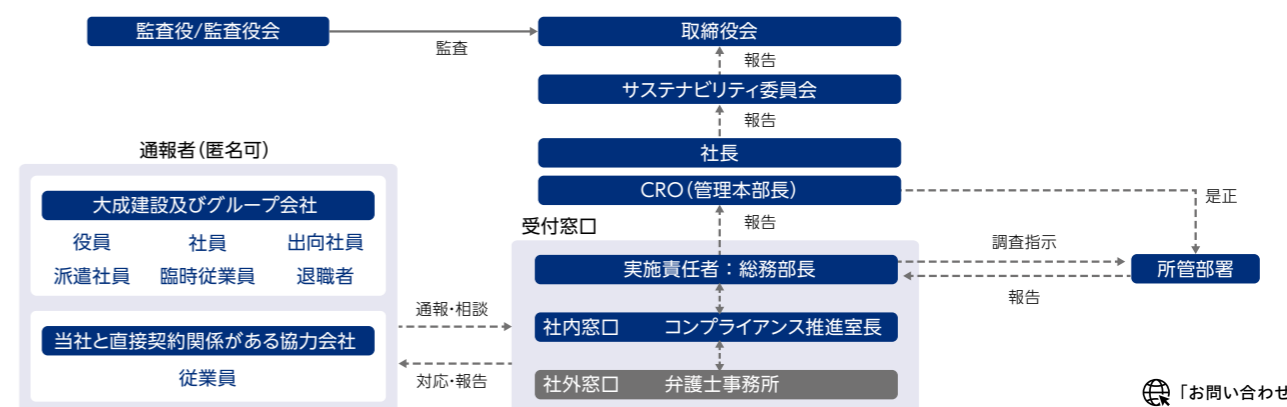 監査役/監査役会
監査
取締役会
報告
サステナビリティ委員会
報告
社長
CRO(管理本部長)
是正
報告
通報者(匿名可)
大成建設及びグループ会社
役員 社員 出向社員
派遣社員 臨時従業員 退職者
当社と直接契約関係がある協力会社
従業員
通報・相談
対応・報告
受付窓口
実施責任者:総務部長
社内窓口 コンプライアンス推進室長
社外窓口 弁護士事務所
調査指示
報告
所管部署
「お問い合わせ